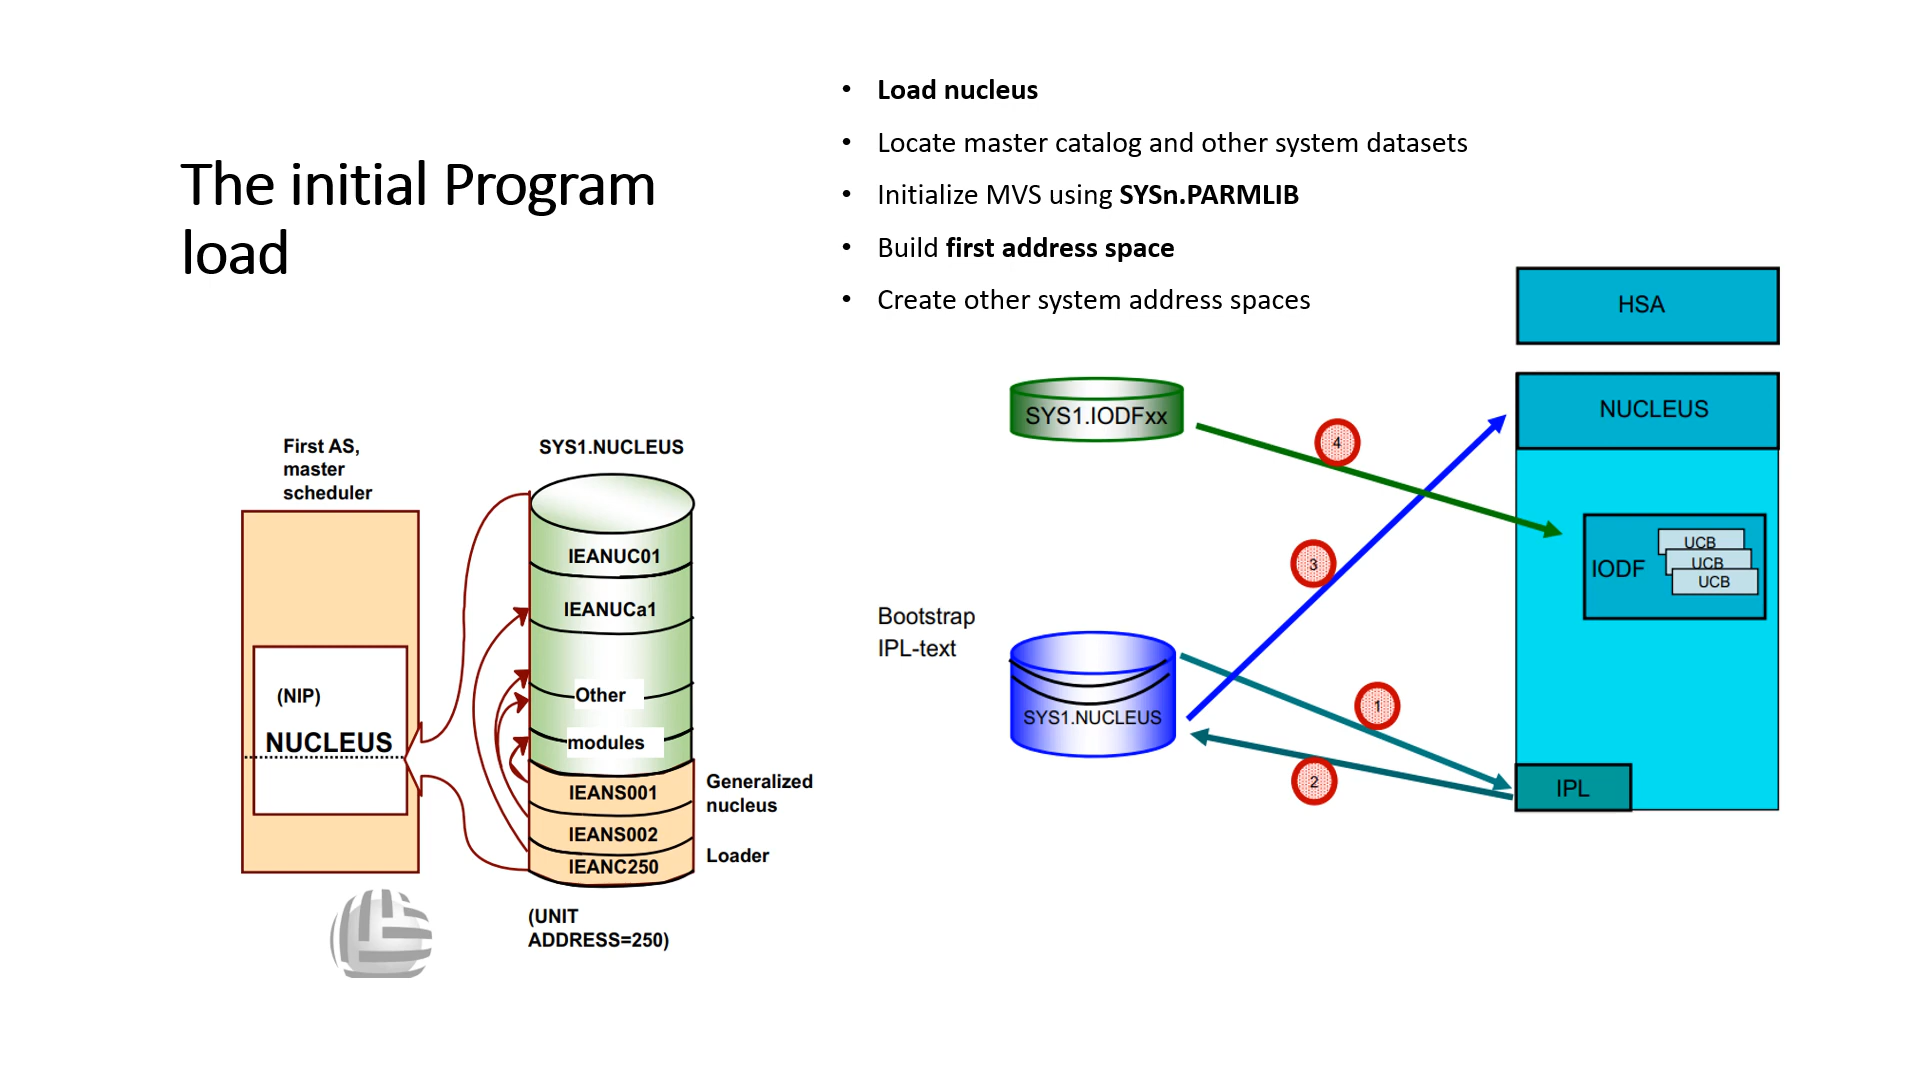 The initial Program
load
• Load nucleus
• Locate master catalog and other system datasets
• Initialize MVS using SYSn.PARMLIB
• Build first address space
• Create other system address spaces
First AS,
master
scheduler
(NIP)
NUCLEUS
SYS1.NUCLEUS
IEANUC01
IEANUCa1
Other
modules
IEANS001
IEANS002
IEANC250
Generalized
nucleus
Loader
(UNIT
ADDRESS=250)
SYS1.IODFxx
Bootstrap
IPL-text
SYS1.NUCLEUS
4
3
1
2
HSA
NUCLEUS
IODF
UCB
UCB
UCB
IPL